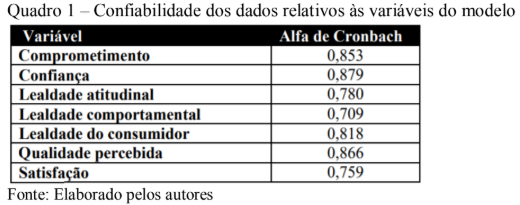 Quadro 1 – Confiabilidade dos dados relativos às variáveis do modelo
Variável Alfa de Cronbach
Comprometimento 0,853
Confiança 0,879
Lealdade atitudinal 0,780
Lealdade comportamental 0,709
Lealdade do consumidor 0,818
Qualidade percebida 0,866
Satisfação 0,759
Fonte: Elaborado pelos autores